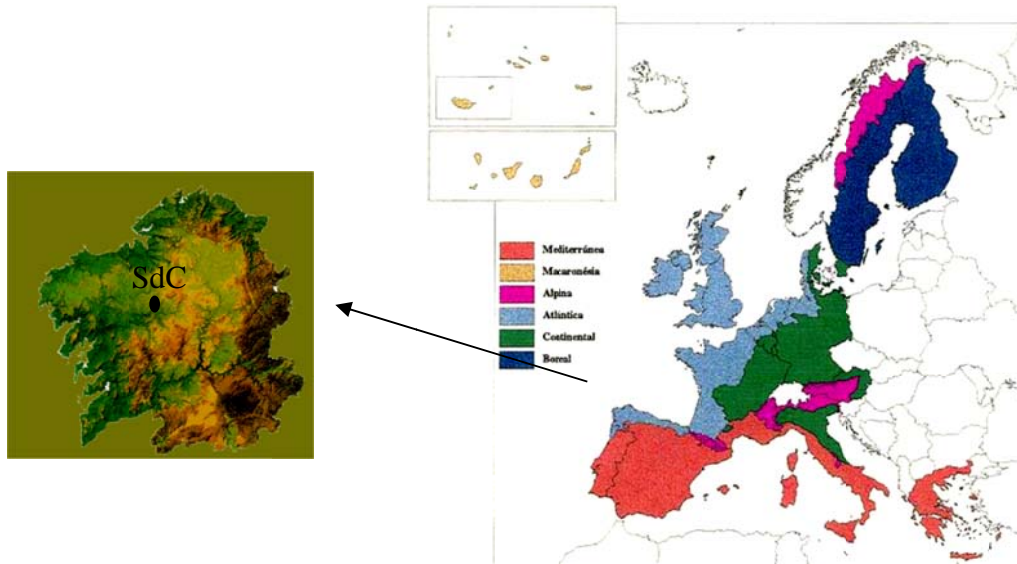 SdC
Mediterránea
Macaronésia
Alpina
Atlántica
Continental
Boreal